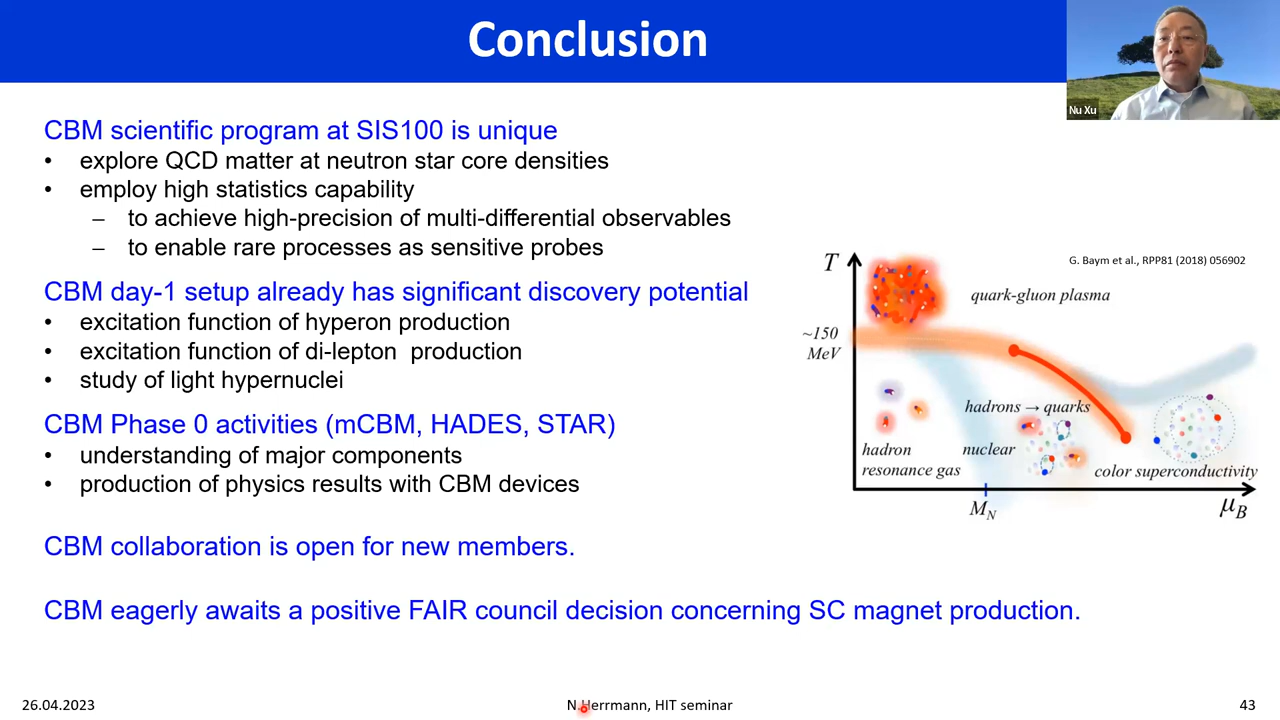 Conclusion
Nu Xu
CBM scientific program at SIS100 is unique
• explore QCD matter at neutron star core densities
• employ high statistics capability
– to achieve high-precision of multi-differential observables
– to enable rare processes as sensitive probes
CBM day-1 setup already has significant discovery potential
• excitation function of hyperon production
• excitation function of di-lepton production
• study of light hypernuclei
CBM Phase 0 activities (mCBM, HADES, STAR)
• understanding of major components
• production of physics results with CBM devices
CBM collaboration is open for new members.
CBM eagerly awaits a positive FAIR council decision concerning SC magnet production.
G. Baym et al., RPP81 (2018) 056902
T
quark-gluon plasma
~150
MeV
hadrons → quarks
hadron
resonance gas
nuclear
color superconductivity
M_N
μ_B
26.04.2023
N.Herrmann, HIT seminar
43